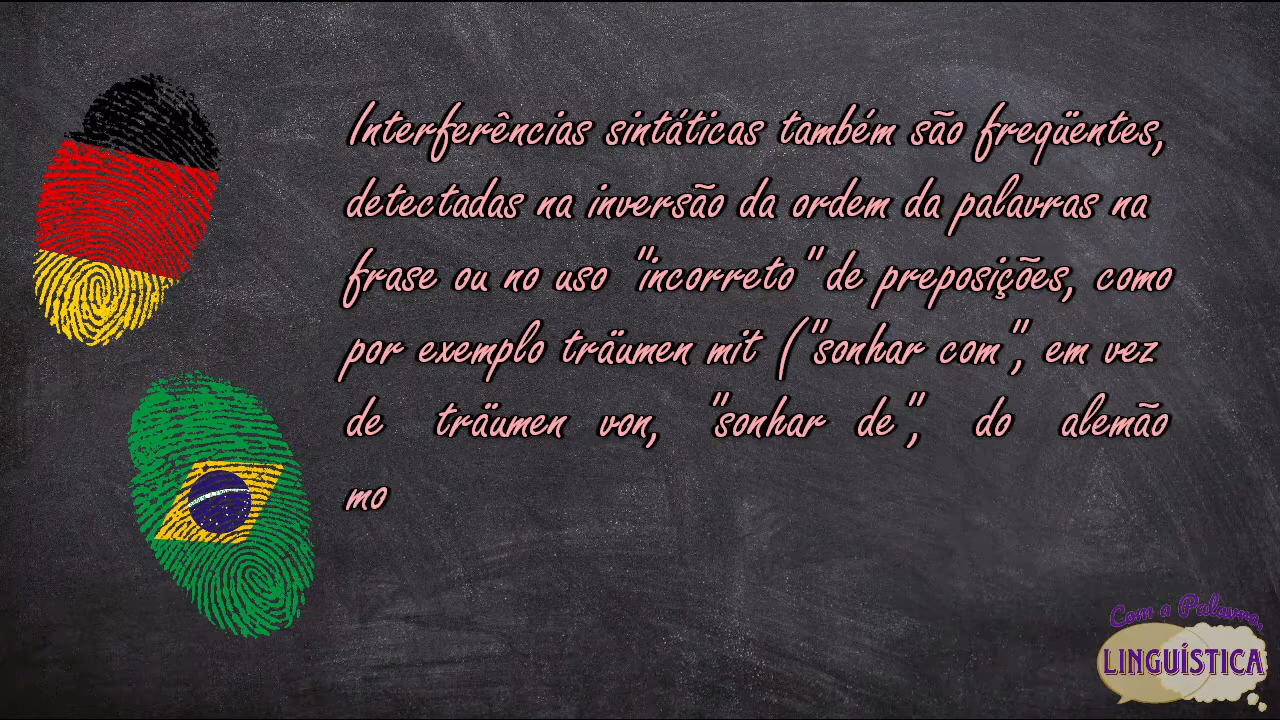 Interferências sintáticas também são freqüentes,
detectadas na inversão da ordem da palavras na
frase ou no uso "incorreto" de preposições, como
por exemplo träumen mit ("sonhar com", em vez
de träumen von, "sonhar de", do alemão
mo
Com a Palavra,
LINGUÍSTICA